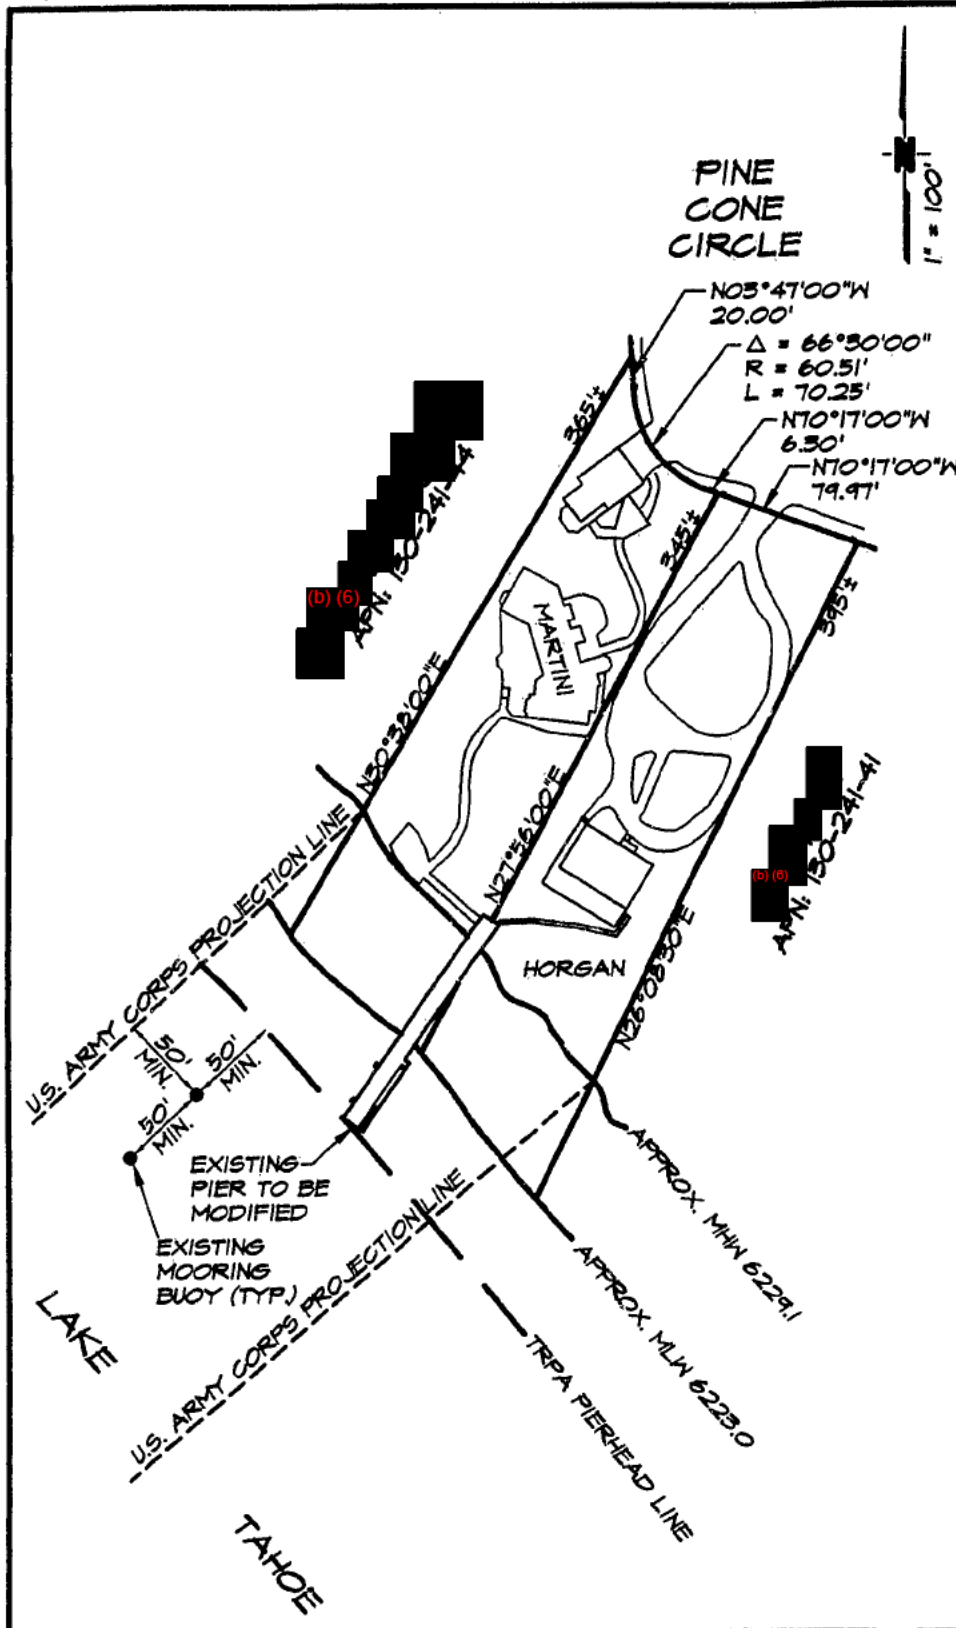 N
1" = 100'
PINE
CONE
CIRCLE
N03°47'00"W
20.00'
Δ = 66°30'00"
R = 60.51'
L = 70.25'
N70°17'00"W
6.30'
N70°17'00"W
79.97'
365'±
345'±
395'±
(b) (6)
APN: 130-241-44
MARTINI
N30°35'00"E
N27°56'00"E
(b) (6)
APN: 130-241-41
HORGAN
N26°08'30"E
U.S. ARMY CORPS PROJECTION LINE
50'
MIN.
50'
MIN.
50'
MIN.
EXISTING
PIER TO BE
MODIFIED
EXISTING
MOORING
BUOY (TYP.)
U.S. ARMY CORPS PROJECTION LINE
APPROX. MHW 6229.1
APPROX. MLW 6223.0
TRPA PIERHEAD LINE
LAKE
TAHOE